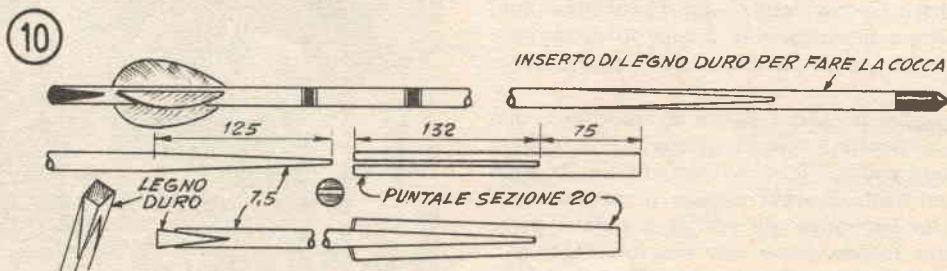 10
INSERTO DI LEGNO DURO PER FARE LA COCCA
125
132
75
LEGNO
DURO
7,5
PUNTALE SEZIONE 20